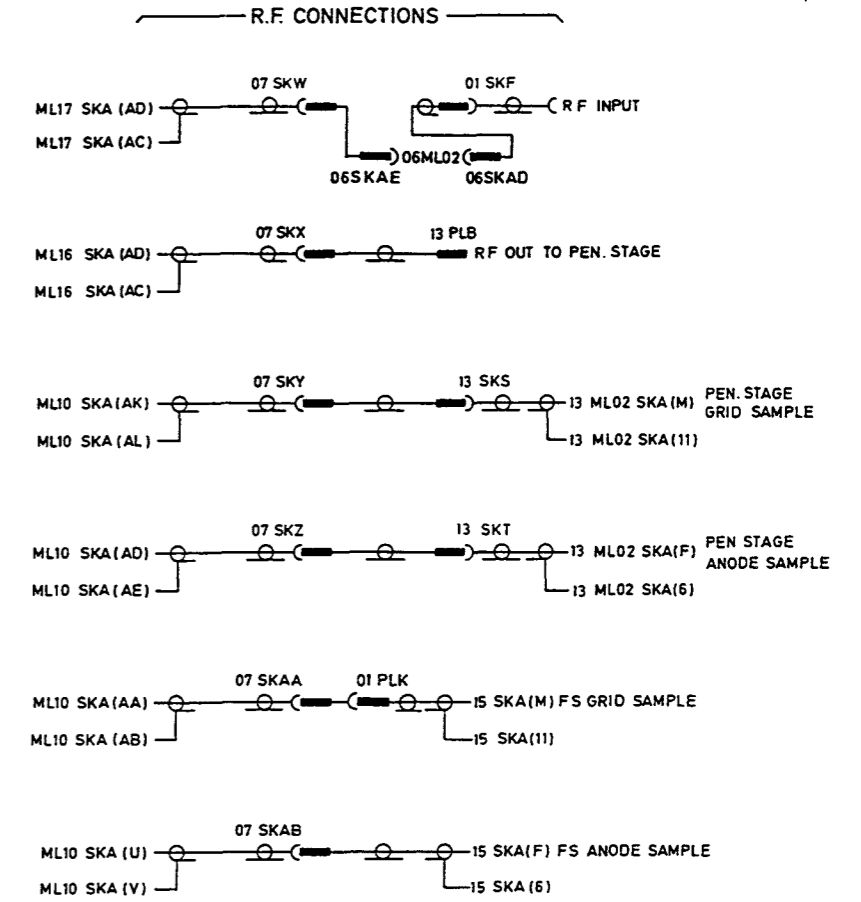 R.F. CONNECTIONS
07 SKW
01 SKF
ML17 SKA (AD)
R F INPUT
ML17 SKA (AC)
06ML02
06SKAE
06SKAD
07 SKX
13 PLB
ML16 SKA (AD)
RF OUT TO PEN. STAGE
ML16 SKA (AC)
07 SKY
13 SKS
ML10 SKA(AK)
13 ML02 SKA(M)
PEN. STAGE
GRID SAMPLE
ML10 SKA (AL)
13 ML02 SKA(11)
07 SKZ
13 SKT
ML10 SKA(AD)
13 ML02 SKA(F)
PEN STAGE
ANODE SAMPLE
ML10 SKA(AE)
13 ML02 SKA(6)
07 SKAA
01 PLK
ML10 SKA(AA)
15 SKA(M) FS GRID SAMPLE
ML10 SKA (AB)
15 SKA(11)
07 SKAB
ML10 SKA (U)
15 SKA(F) FS ANODE SAMPLE
ML10 SKA (V)
15 SKA (6)